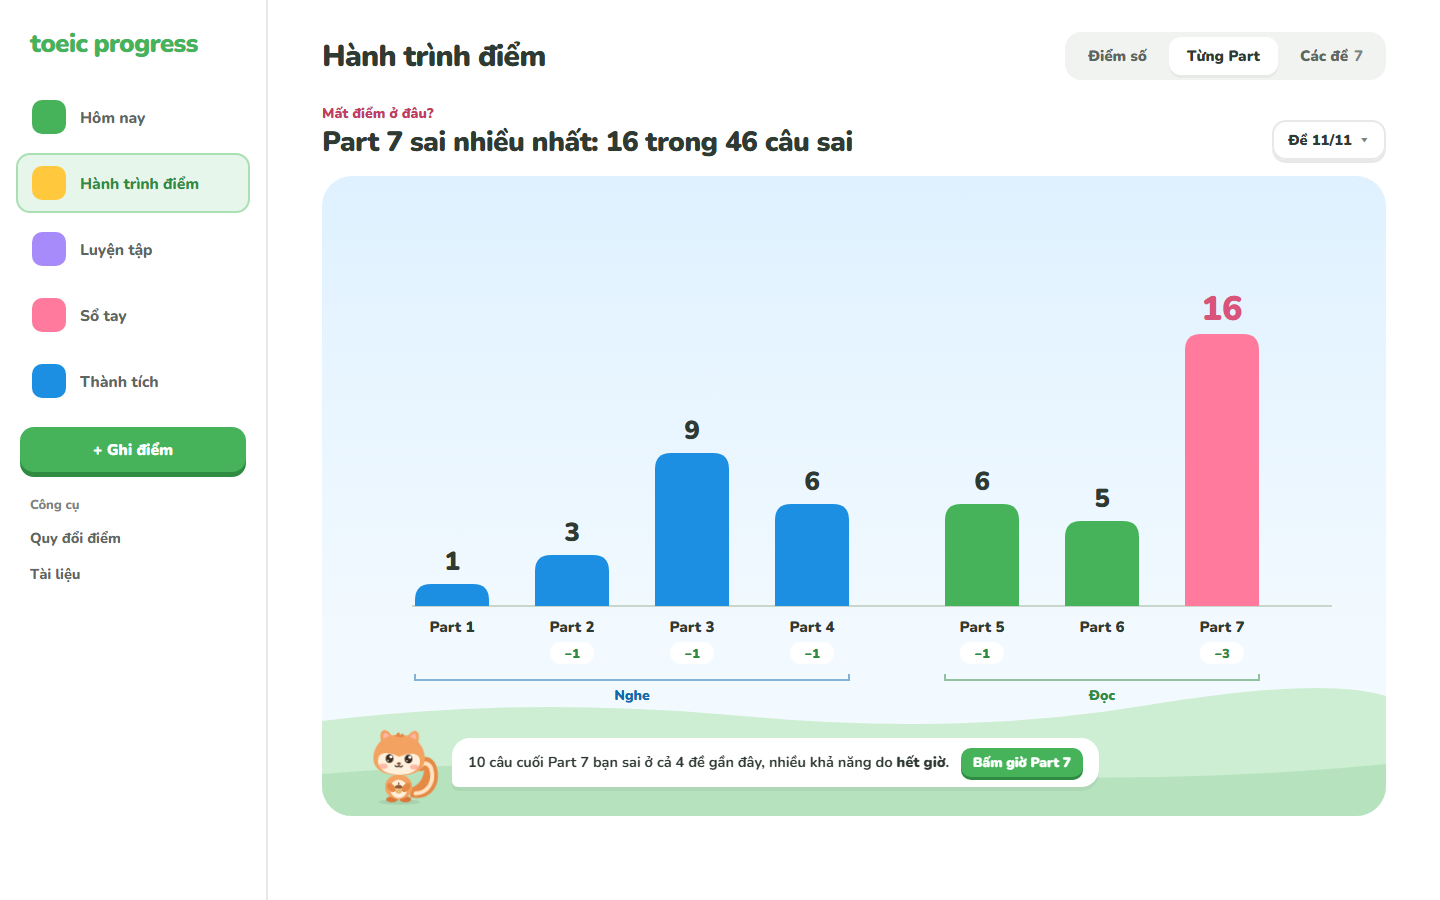 toeic progress
Hôm nay
Hành trình điểm
Luyện tập
Sổ tay
Thành tích
+ Ghi điểm
Công cụ
Quy đổi điểm
Tài liệu
Hành trình điểm
Điểm số
Từng Part
Các đề 7
Mất điểm ở đâu?
Part 7 sai nhiều nhất: 16 trong 46 câu sai
Đề 11/11
1
3
9
6
6
5
16
Part 1
Part 2
Part 3
Part 4
Part 5
Part 6
Part 7
−1
−1
−1
−1
−3
Nghe
Đọc
10 câu cuối Part 7 bạn sai ở cả 4 đề gần đây, nhiều khả năng do hết giờ.
Bấm giờ Part 7